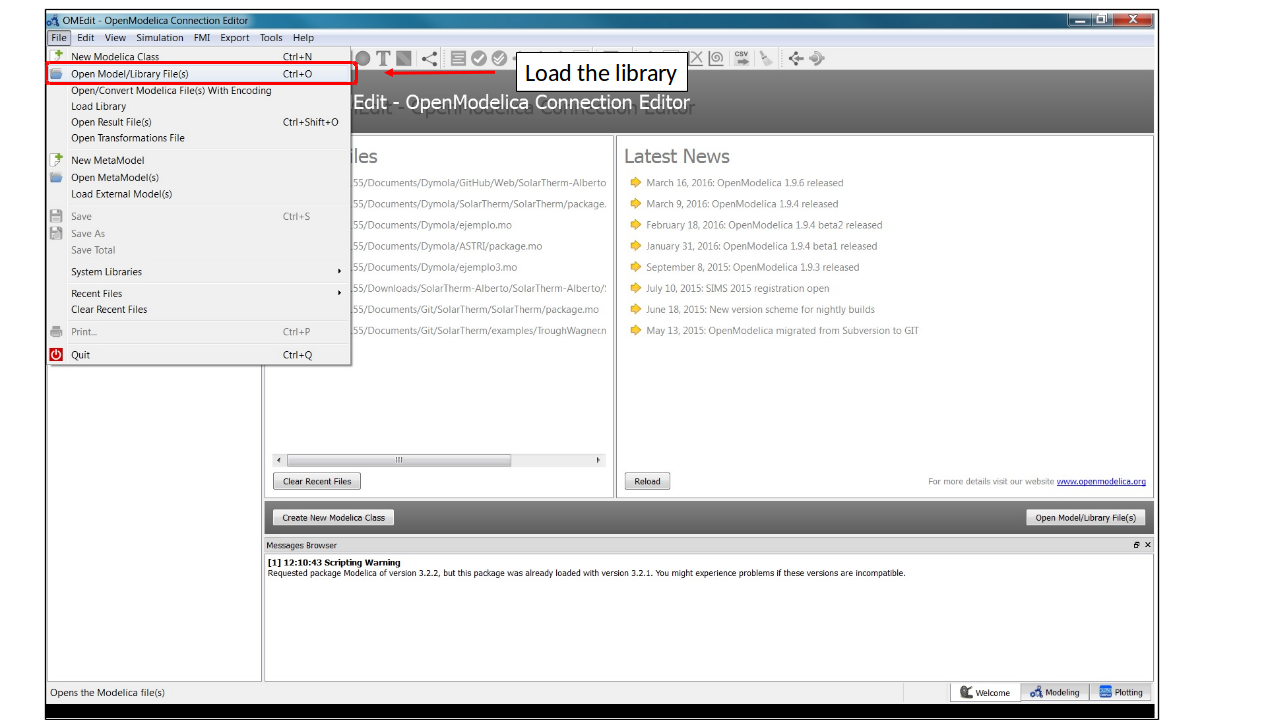 OMEdit - OpenModelica Connection Editor
File Edit View Simulation FMI Export Tools Help
New Modelica Class Ctrl+N
Open Model/Library File(s) Ctrl+O
Load the library
Open/Convert Modelica File(s) With Encoding
Load Library
Open Result File(s) Ctrl+Shift+O
Open Transformations File
New MetaModel
Open MetaModel(s)
Load External Model(s)
Save Ctrl+S
Save As
Save Total
System Libraries
Recent Files
Clear Recent Files
Print... Ctrl+P
Quit Ctrl+Q
T
CSV
Edit - OpenModelica Connection Editor
iles
55/Documents/Dymola/GitHub/Web/SolarTherm-Alberto
55/Documents/Dymola/SolarTherm/SolarTherm/package.
55/Documents/Dymola/ejemplo.mo
55/Documents/Dymola/ASTRI/package.mo
55/Documents/Dymola/ejemplo3.mo
55/Downloads/SolarTherm-Alberto/SolarTherm-Alberto/
55/Documents/Git/SolarTherm/SolarTherm/package.mo
55/Documents/Git/SolarTherm/examples/TroughWagner.n
Clear Recent Files
Latest News
March 16, 2016: OpenModelica 1.9.6 released
March 9, 2016: OpenModelica 1.9.4 released
February 18, 2016: OpenModelica 1.9.4 beta2 released
January 31, 2016: OpenModelica 1.9.4 beta1 released
September 8, 2015: OpenModelica 1.9.3 released
July 10, 2015: SIMS 2015 registration open
June 18, 2015: New version scheme for nightly builds
May 13, 2015: OpenModelica migrated from Subversion to GIT
Reload
For more details visit our website www.openmodelica.org
Create New Modelica Class
Open Model/Library File(s)
Messages Browser
[1] 12:10:43 Scripting Warning
Requested package Modelica of version 3.2.2, but this package was already loaded with version 3.2.1. You might experience problems if these versions are incompatible.
Opens the Modelica file(s)
Welcome Modeling Plotting